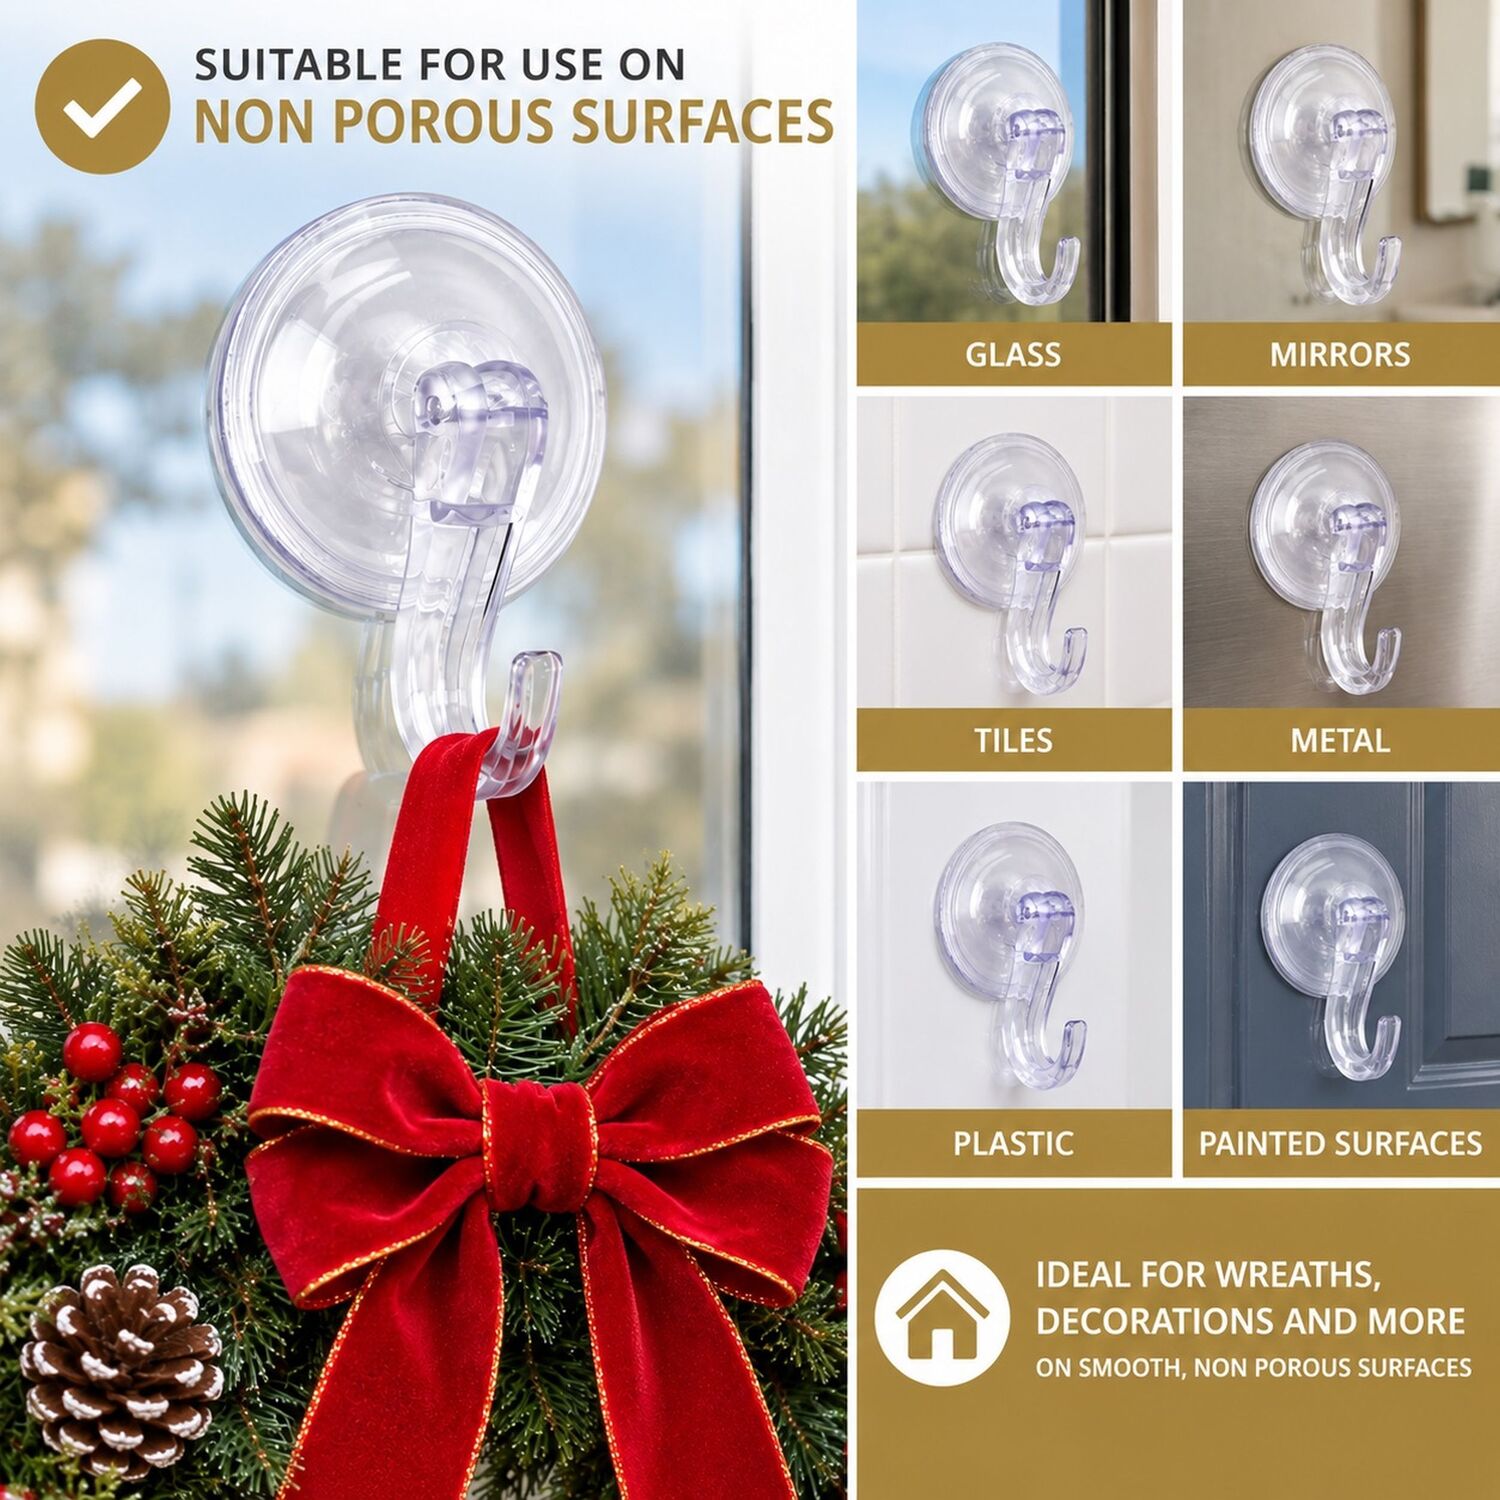 SUITABLE FOR USE ON
NON POROUS SURFACES
GLASS
MIRRORS
TILES
METAL
PLASTIC
PAINTED SURFACES
IDEAL FOR WREATHS,
DECORATIONS AND MORE
ON SMOOTH, NON POROUS SURFACES